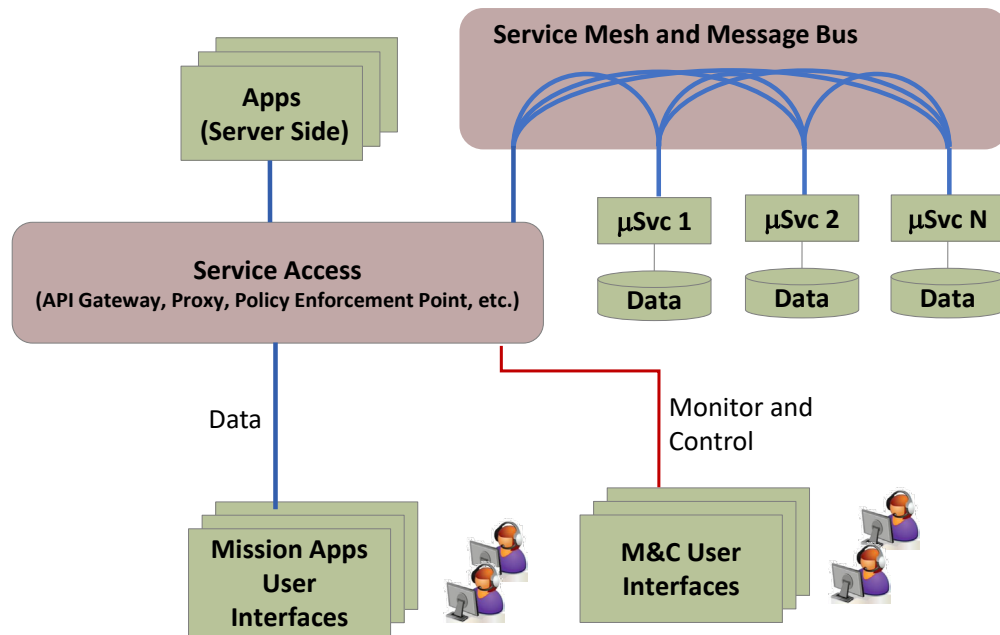 Service Mesh and Message Bus
Apps
(Server Side)
μSvc 1
μSvc 2
μSvc N
Data
Data
Data
Service Access
(API Gateway, Proxy, Policy Enforcement Point, etc.)
Data
Monitor and
Control
Mission Apps
User
Interfaces
M&C User
Interfaces